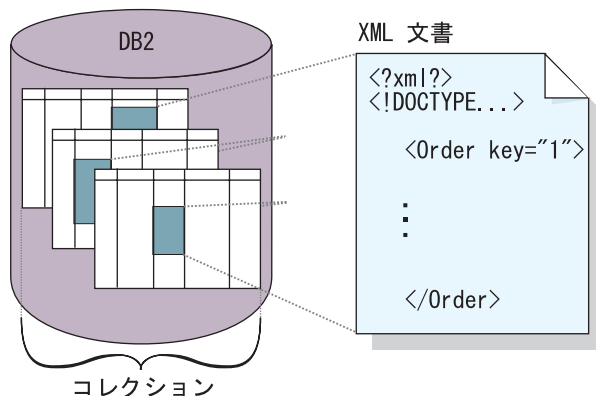 DB2
XML 文書
<?xml?>
<!DOCTYPE...>
<Order key="1">
</Order>
コレクション